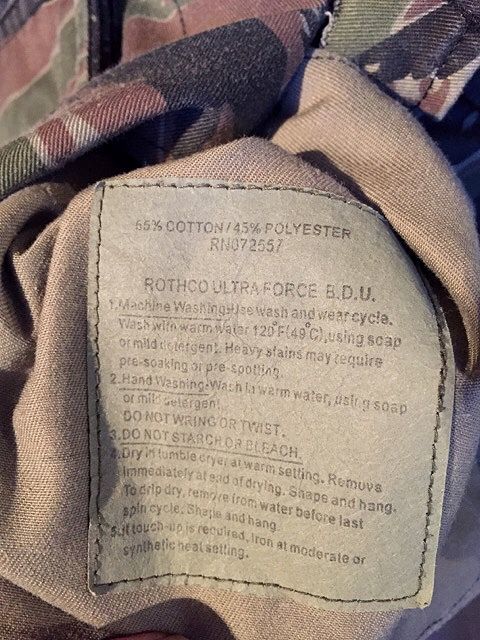 55% COTTON/45% POLYESTER
RN072557
ROTHCO ULTRA FORCE B.D.U.
1.Machine Washing-Use wash and wear cycle.
Wash with warm water 120°F(49°C),using soap
or mild detergent. Heavy stains may require
pre-soaking or pre-spotting.
2.Hand Washing-Wash in warm water, using soap
or mild detergent.
DO NOT WRING OR TWIST.
3.DO NOT STARCH OR BLEACH.
4.Dry in tumble dryer at warm setting. Remove
immediately at end of drying. Shape and hang.
To drip dry, remove from water before last
spin cycle. Shape and hang.
5.If touch-up is required, Iron at moderate or
synthetic heat setting.